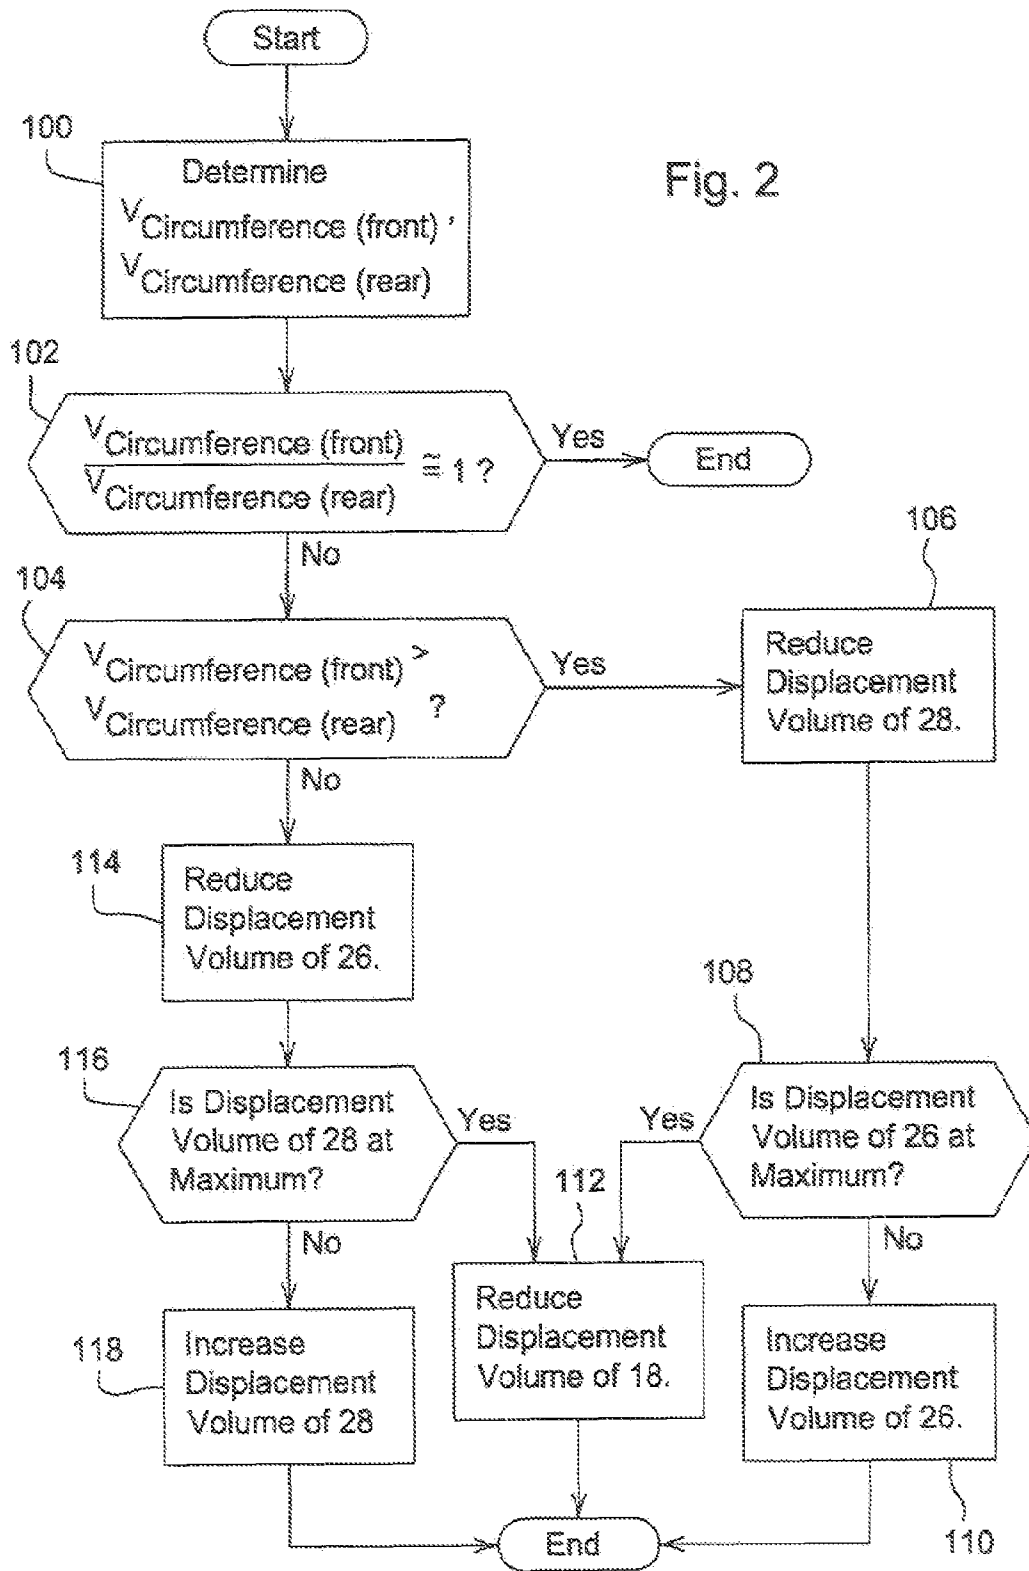 Start
100
Determine
VCircumference (front) ,
VCircumference (rear)
Fig. 2
102
VCircumference (front)
VCircumference (rear)
≅ 1 ?
Yes
End
No
104
VCircumference (front) >
VCircumference (rear) ?
Yes
106
Reduce
Displacement
Volume of 28.
No
114
Reduce
Displacement
Volume of 26.
108
116
Is Displacement
Volume of 28 at
Maximum?
Yes
Yes
Is Displacement
Volume of 26 at
Maximum?
112
No
No
Reduce
Displacement
Volume of 18.
118
Increase
Displacement
Volume of 28
Increase
Displacement
Volume of 26.
End
110